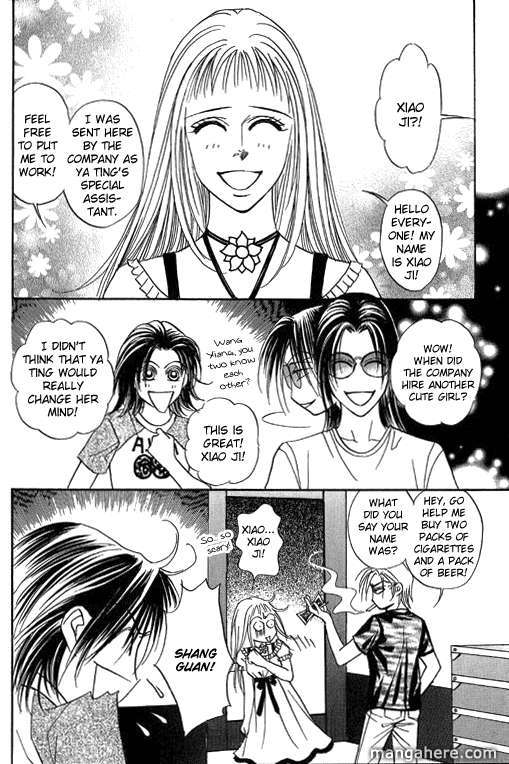 XIAO
JI?!
HELLO
EVERY-
ONE! MY
NAME
IS XIAO
JI!
I WAS
SENT HERE
BY THE
COMPANY AS
YA TING'S
SPECIAL
ASSIS-
TANT.
FEEL
FREE
TO PUT
ME TO
WORK!
WOW!
WHEN DID
THE
COMPANY
HIRE ANOTHER
CUTE GIRL?
Wang
Xiang, you
two know
each
other?
THIS IS
GREAT!
XIAO JI!
I DIDN'T
THINK THAT YA
TING WOULD
REALLY
CHANGE HER
MIND!
HEY, GO
HELP ME
BUY TWO
PACKS OF
CIGARETTES
AND A PACK
OF BEER!
WHAT
DID YOU
SAY YOUR
NAME
WAS?
XIAO...
XIAO
JI!
So... so
scary!
SHANG
GUAN!
mangahere.com